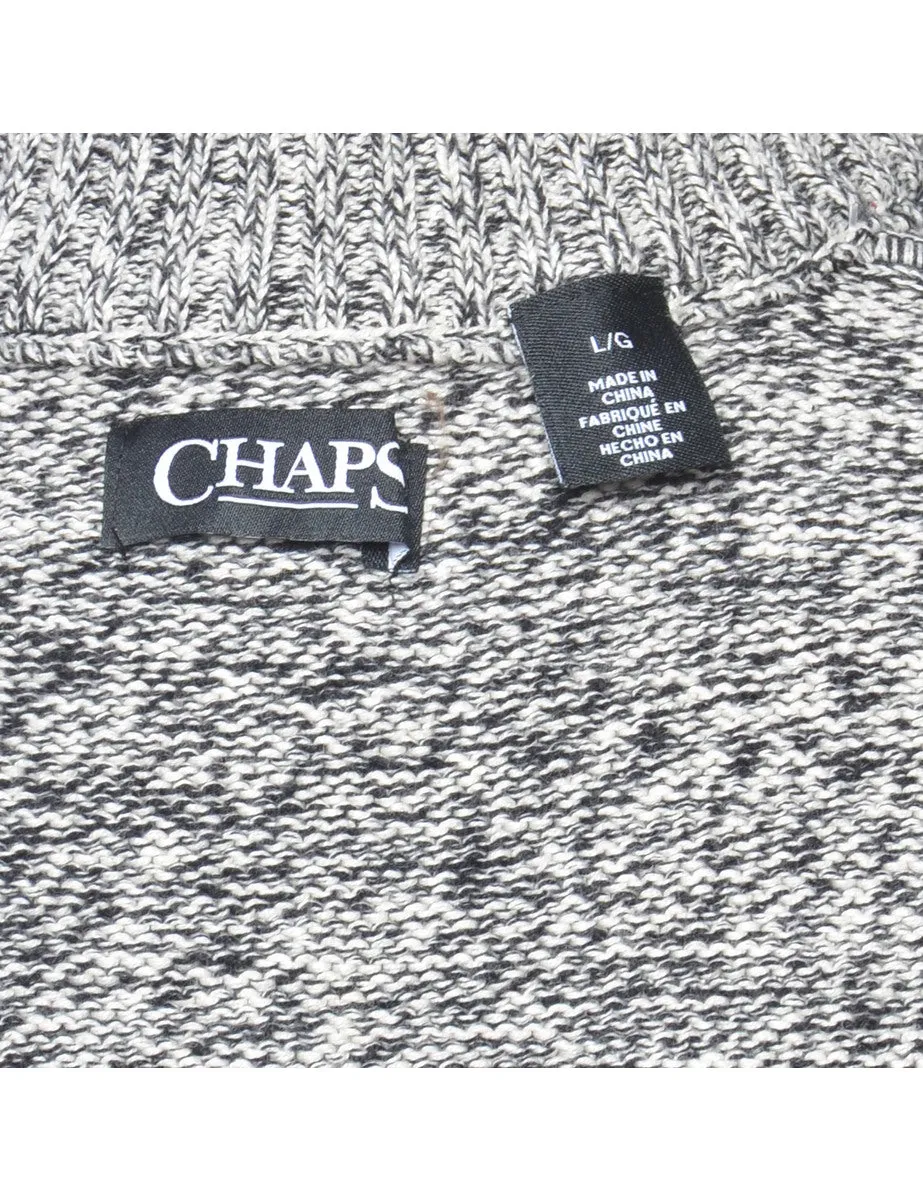 CHAPS
L/G
MADE IN
CHINA
FABRIQUÉ EN
CHINE
HECHO EN
CHINA